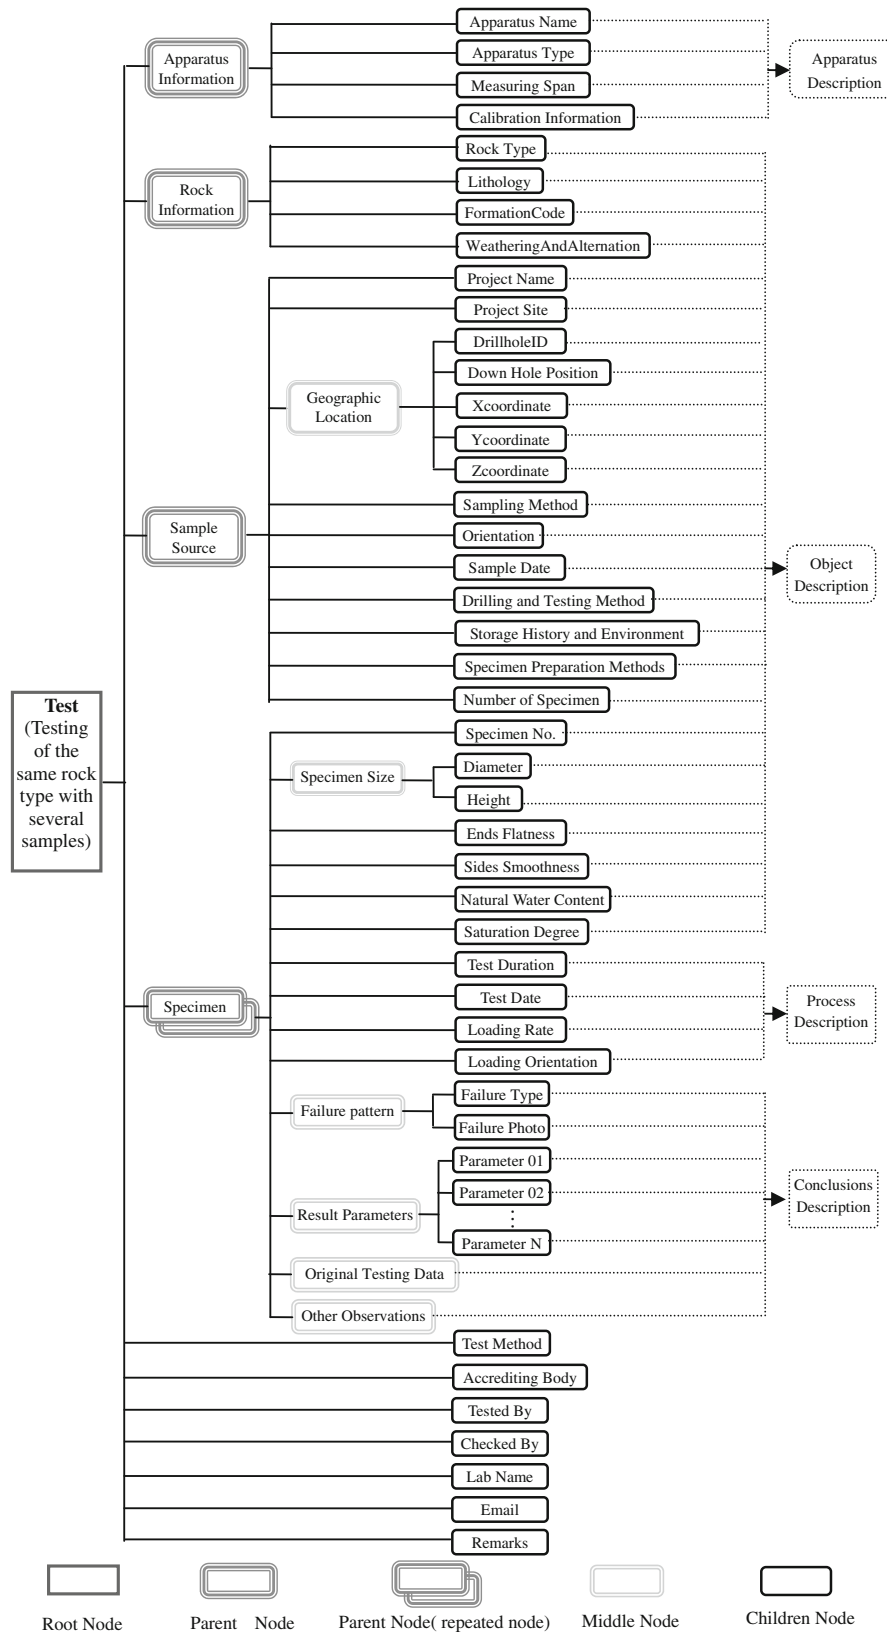 Apparatus Name
Apparatus Type
Measuring Span
Calibration Information
Apparatus
Information
Apparatus
Description
Rock Type
Lithology
FormationCode
WeatheringAndAlternation
Rock
Information
Project Name
Project Site
DrillholeID
Down Hole Position
Xcoordinate
Ycoordinate
Zcoordinate
Geographic
Location
Sampling Method
Orientation
Sample Date
Drilling and Testing Method
Storage History and Environment
Specimen Preparation Methods
Number of Specimen
Sample
Source
Object
Description
Test
(Testing
of the
same rock
type with
several
samples)
Specimen No.
Specimen Size
Diameter
Height
Ends Flatness
Sides Smoothness
Natural Water Content
Saturation Degree
Test Duration
Test Date
Loading Rate
Loading Orientation
Specimen
Process
Description
Failure pattern
Failure Type
Failure Photo
Result Parameters
Parameter 01
Parameter 02
⋮
Parameter N
Original Testing Data
Other Observations
Conclusions
Description
Test Method
Accrediting Body
Tested By
Checked By
Lab Name
Email
Remarks
Root Node
Parent Node
Parent Node( repeated node)
Middle Node
Children Node